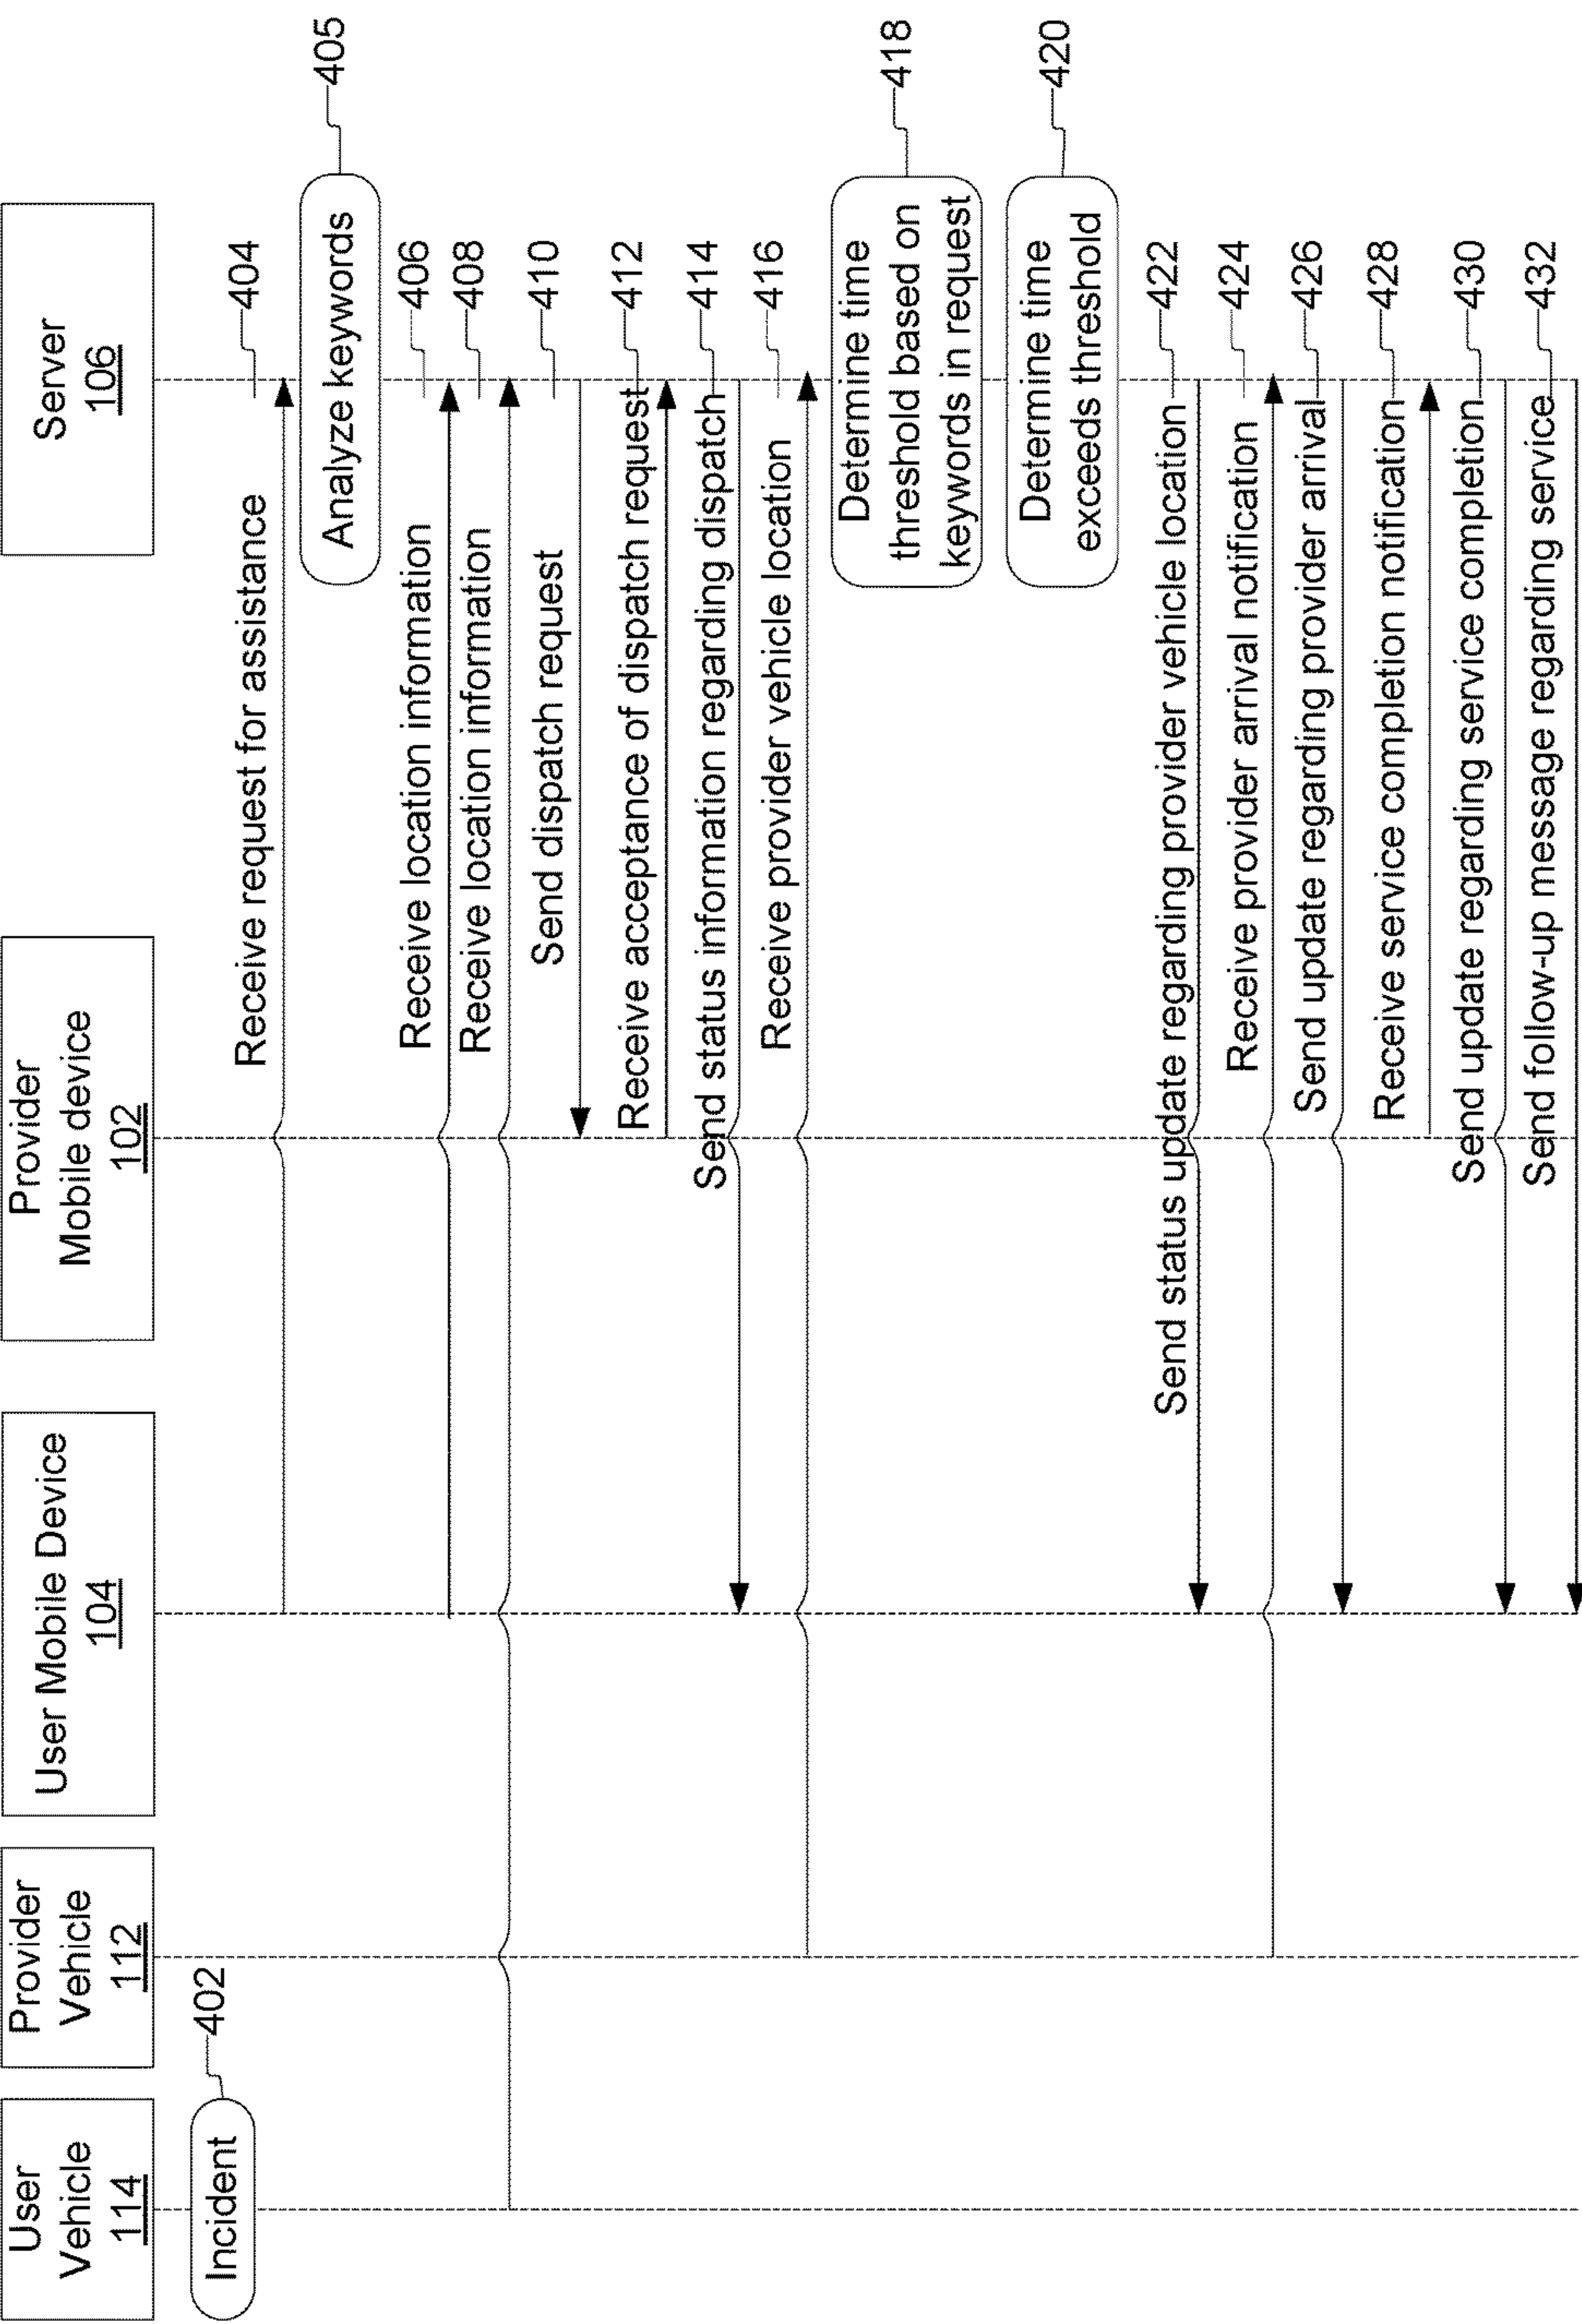 User
Vehicle
114
Provider
Vehicle
112
User Mobile Device
104
Provider
Mobile device
102
Server
106
Incident
402
Receive request for assistance
404
Analyze keywords
405
Receive location information
406
Receive location information
408
Send dispatch request
410
Receive acceptance of dispatch request
412
Send status information regarding dispatch
414
Receive provider vehicle location
416
Determine time
threshold based on
keywords in request
418
Determine time
exceeds threshold
420
Send status update regarding provider vehicle location
422
Receive provider arrival notification
424
Send update regarding provider arrival
426
Receive service completion notification
428
Send update regarding service completion
430
Send follow-up message regarding service
432